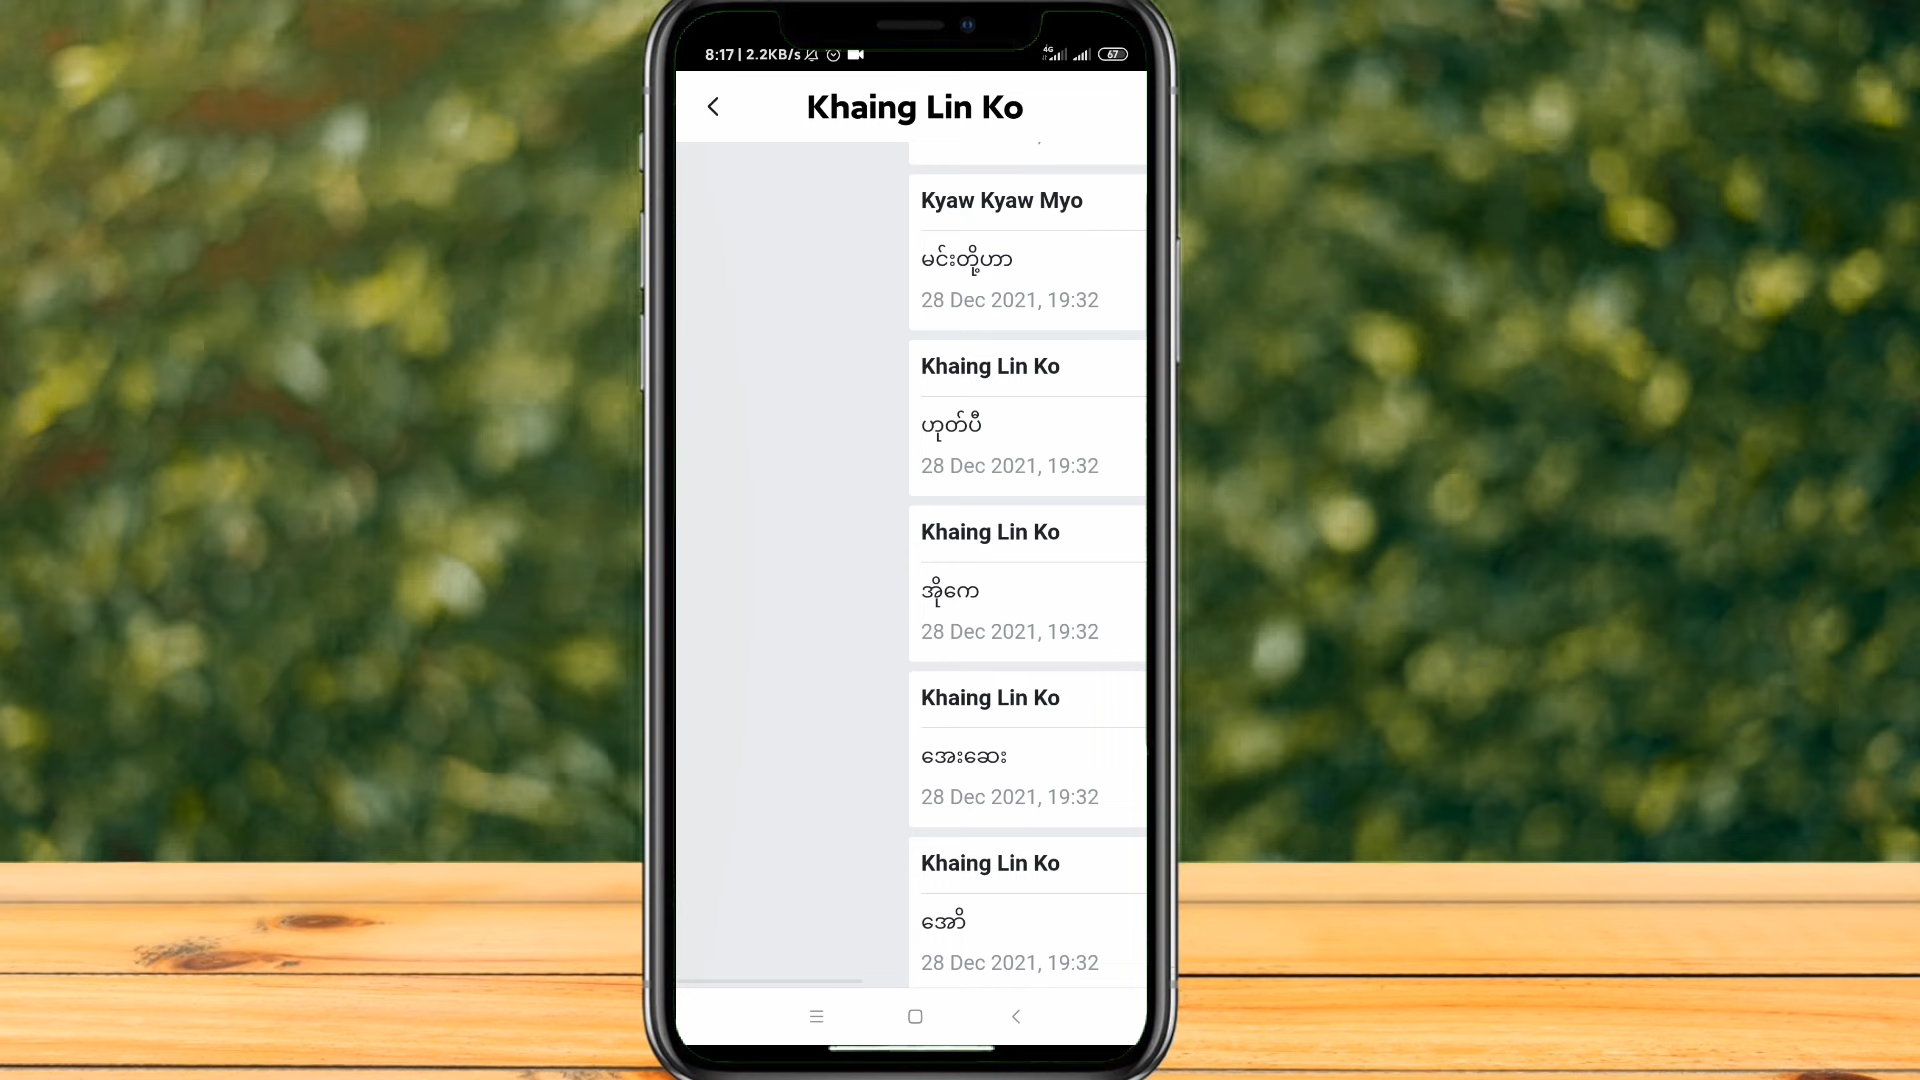 8:17 | 2.2KB/s
4G
67
Khaing Lin Ko
Kyaw Kyaw Myo
မင်းတို့ဟာ
28 Dec 2021, 19:32
Khaing Lin Ko
ဟုတ်ပီ
28 Dec 2021, 19:32
Khaing Lin Ko
အိုကေ
28 Dec 2021, 19:32
Khaing Lin Ko
အေးဆေး
28 Dec 2021, 19:32
Khaing Lin Ko
အော်
28 Dec 2021, 19:32